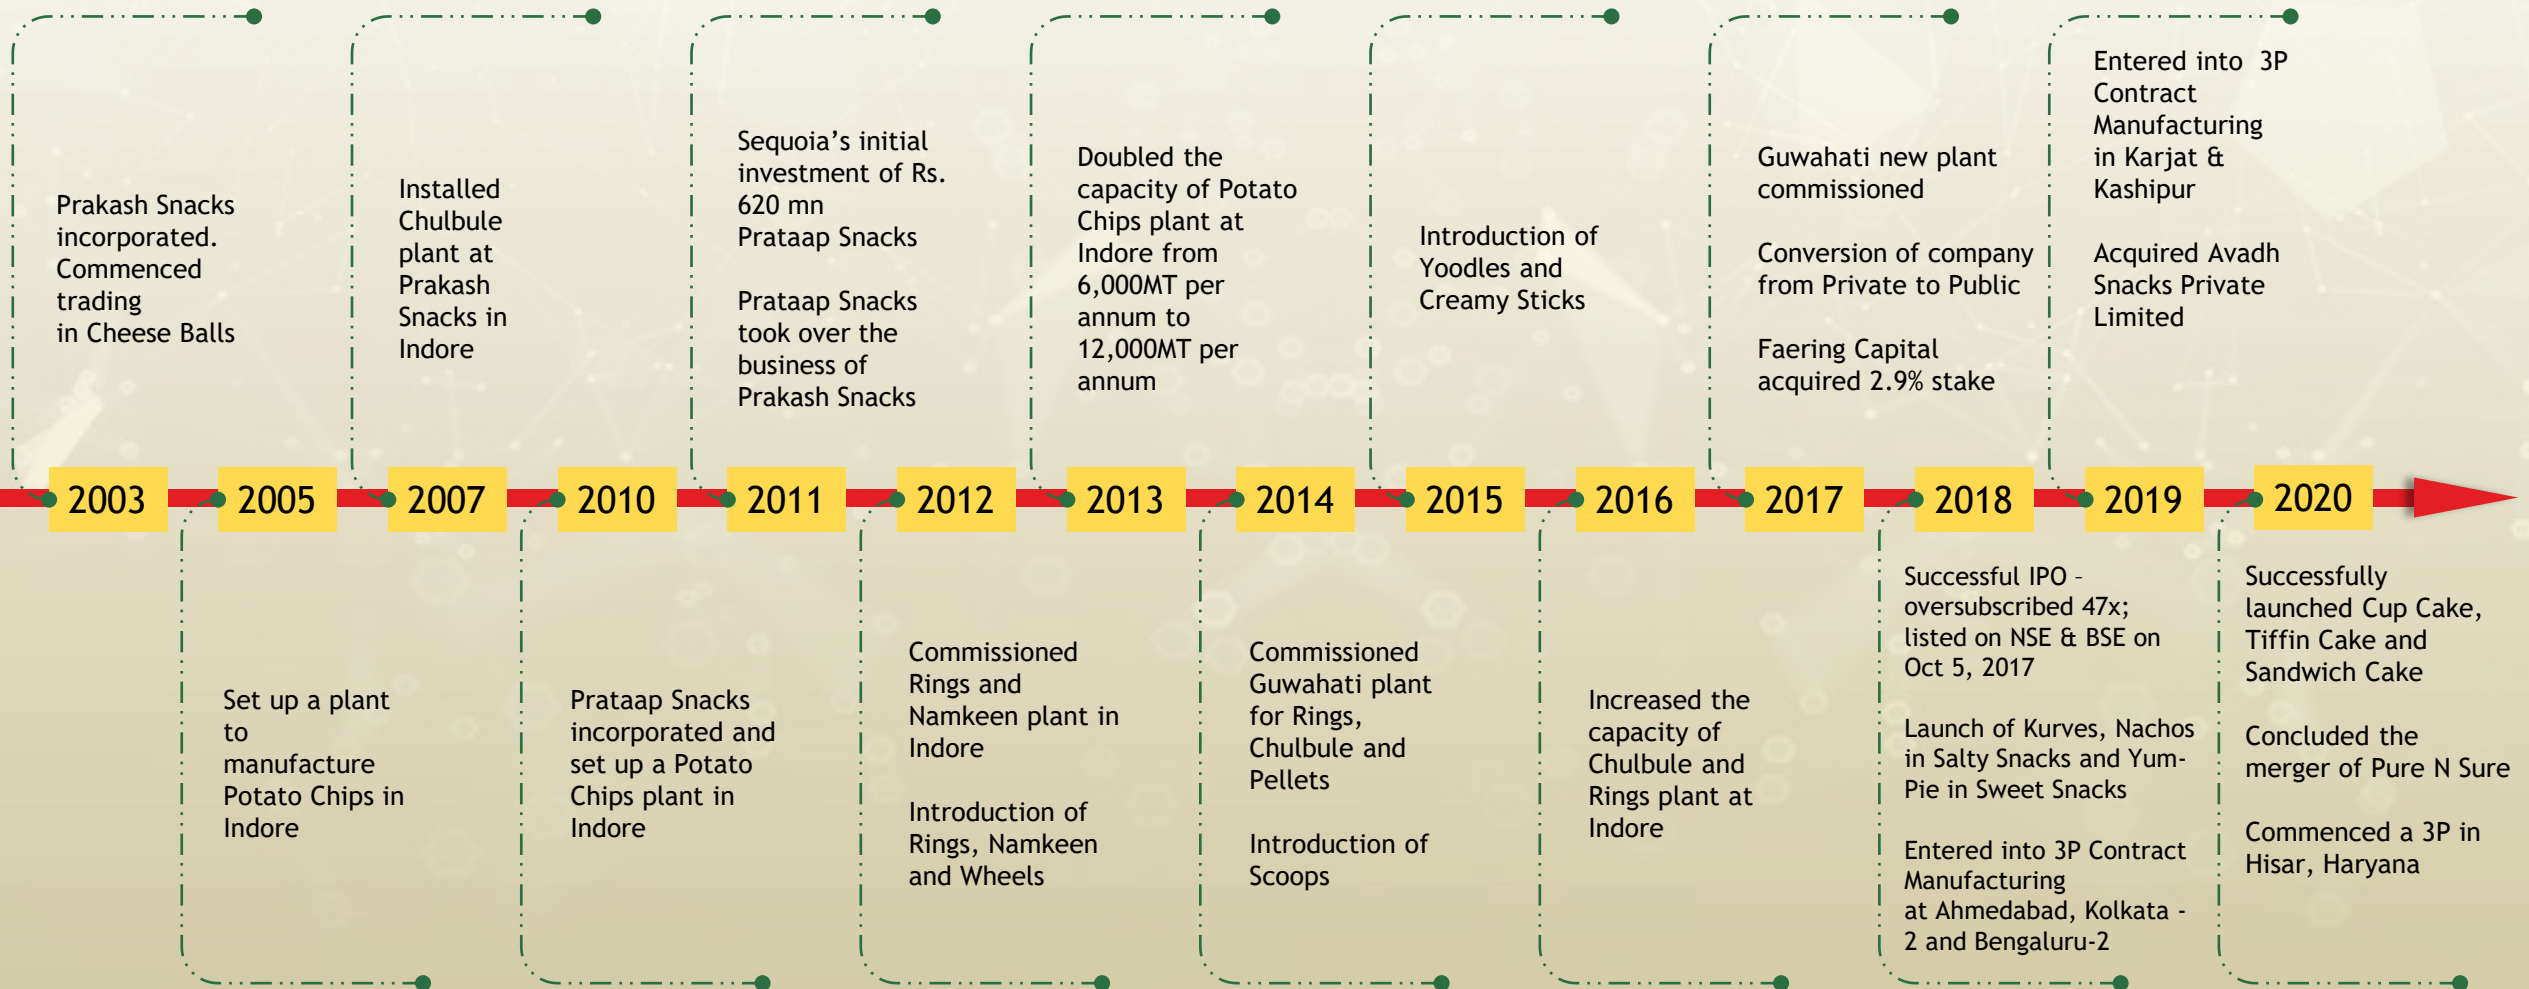 Prakash Snacks
incorporated.
Commenced
trading
in Cheese Balls
Installed
Chulbule
plant at
Prakash
Snacks in
Indore
Sequoia’s initial
investment of Rs.
620 mn
Prataap Snacks
Prataap Snacks
took over the
business of
Prakash Snacks
Doubled the
capacity of Potato
Chips plant at
Indore from
6,000MT per
annum to
12,000MT per
annum
Introduction of
Yoodles and
Creamy Sticks
Guwahati new plant
commissioned
Conversion of company
from Private to Public
Faering Capital
acquired 2.9% stake
Entered into 3P
Contract
Manufacturing
in Karjat &
Kashipur
Acquired Avadh
Snacks Private
Limited
2003
2005
2007
2010
2011
2012
2013
2014
2015
2016
2017
2018
2019
2020
Set up a plant
to
manufacture
Potato Chips in
Indore
Prataap Snacks
incorporated and
set up a Potato
Chips plant in
Indore
Commissioned
Rings and
Namkeen plant in
Indore
Introduction of
Rings, Namkeen
and Wheels
Commissioned
Guwahati plant
for Rings,
Chulbule and
Pellets
Introduction of
Scoops
Increased the
capacity of
Chulbule and
Rings plant at
Indore
Successful IPO –
oversubscribed 47x;
listed on NSE & BSE on
Oct 5, 2017
Launch of Kurves, Nachos
in Salty Snacks and Yum-
Pie in Sweet Snacks
Entered into 3P Contract
Manufacturing
at Ahmedabad, Kolkata -
2 and Bengaluru-2
Successfully
launched Cup Cake,
Tiffin Cake and
Sandwich Cake
Concluded the
merger of Pure N Sure
Commenced a 3P in
Hisar, Haryana